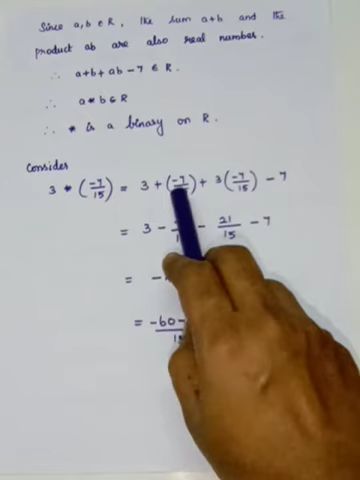 Since a, b ∈ R, the sum a+b and the
product ab are also real number.
∴ a+b+ab-7 ∈ R.
∴ a*b ∈ R
∴ * is a binary on R.
Consider
3 * (-7/15) = 3 + (-7/15) + 3(-7/15) - 7
= 3 - - 21/15 - 7
= -
= -60-